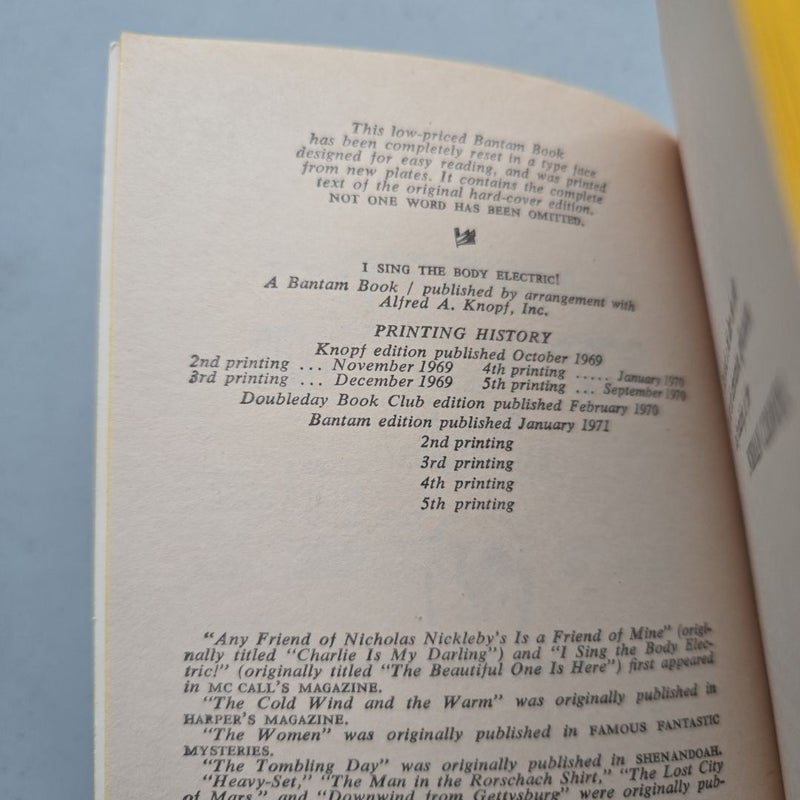 This low-priced Bantam Book
has been completely reset in a type face
designed for easy reading, and was printed
from new plates. It contains the complete
text of the original hard-cover edition.
NOT ONE WORD HAS BEEN OMITTED.
I SING THE BODY ELECTRIC!
A Bantam Book / published by arrangement with
Alfred A. Knopf, Inc.
PRINTING HISTORY
Knopf edition published October 1969
2nd printing ... November 1969 4th printing ..... January 1970
3rd printing ... December 1969 5th printing ... September 1970
Doubleday Book Club edition published February 1970
Bantam edition published January 1971
2nd printing
3rd printing
4th printing
5th printing
"Any Friend of Nicholas Nickleby's Is a Friend of Mine" (origi-
nally titled "Charlie Is My Darling") and "I Sing the Body Elec-
tric!" (originally titled "The Beautiful One Is Here") first appeared
in MC CALL'S MAGAZINE.
"The Cold Wind and the Warm" was originally published in
HARPER'S MAGAZINE.
"The Women" was originally published in FAMOUS FANTASTIC
MYSTERIES.
"The Tombling Day" was originally published in SHENANDOAH.
"Heavy-Set," "The Man in the Rorschach Shirt," "The Lost City
of Mars," and "Downwind from Gettysburg" were originally pub-